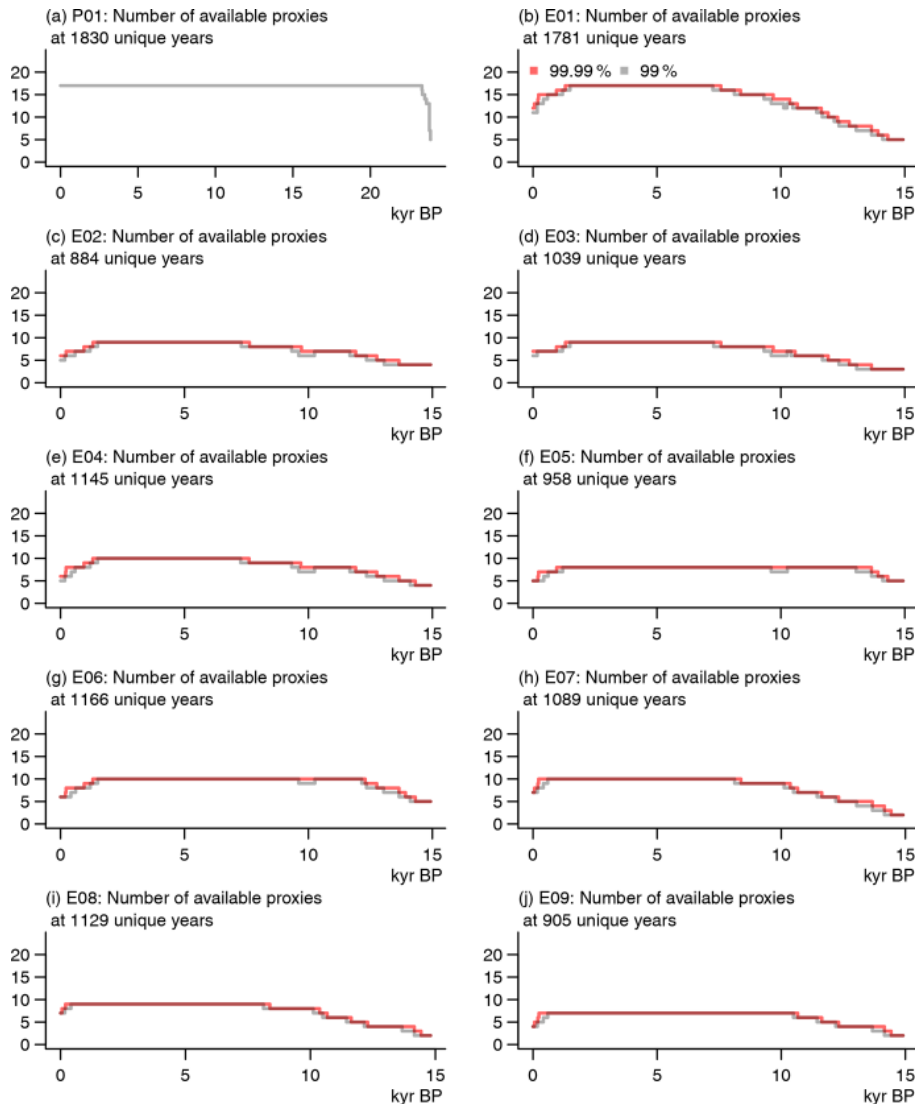 (a) P01: Number of available proxies
at 1830 unique years
20
15
10
5
0
0 5 10 15 20
kyr BP
(b) E01: Number of available proxies
at 1781 unique years
99.99 % 99 %
20
15
10
5
0
0 5 10 15
kyr BP
(c) E02: Number of available proxies
at 884 unique years
20
15
10
5
0
0 5 10 15
kyr BP
(d) E03: Number of available proxies
at 1039 unique years
20
15
10
5
0
0 5 10 15
kyr BP
(e) E04: Number of available proxies
at 1145 unique years
20
15
10
5
0
0 5 10 15
kyr BP
(f) E05: Number of available proxies
at 958 unique years
20
15
10
5
0
0 5 10 15
kyr BP
(g) E06: Number of available proxies
at 1166 unique years
20
15
10
5
0
0 5 10 15
kyr BP
(h) E07: Number of available proxies
at 1089 unique years
20
15
10
5
0
0 5 10 15
kyr BP
(i) E08: Number of available proxies
at 1129 unique years
20
15
10
5
0
0 5 10 15
kyr BP
(j) E09: Number of available proxies
at 905 unique years
20
15
10
5
0
0 5 10 15
kyr BP